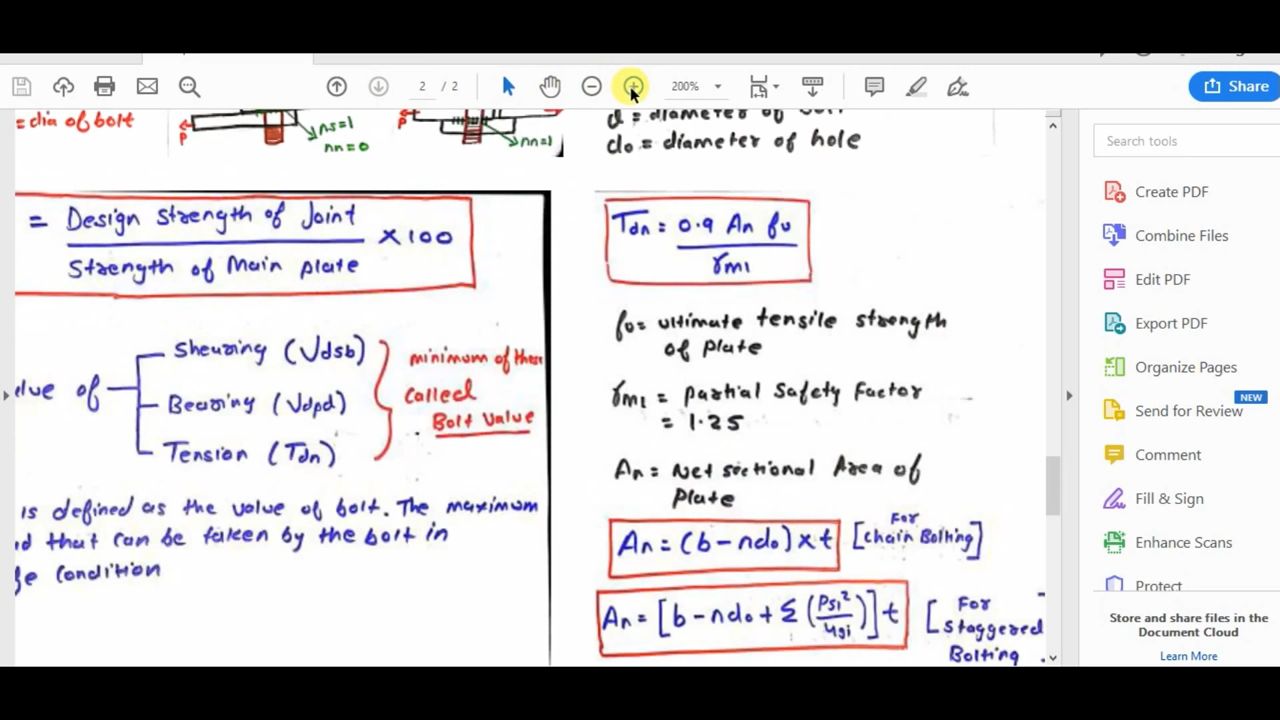 2 / 2
200%
Share
= dia of bolt
P
ns=1
nn=0
P
nn=1
do = diameter of hole
= Design strength of Joint
Strength of Main plate
× 100
Shearing (Vdsb)
Bearing (Vdpd)
Tension (Tdn)
alue of
minimum of these
called
Bolt Value
is defined as the value of bolt. The maximum
d that can be taken by the bolt in
fe condition
Tdn = 0.9 An fu
γm1
fu = ultimate tensile strength
of plate
γm1 = partial Safety Factor
= 1.25
An = Net sectional Area of
Plate
An = (b - ndo) × t [For chain Bolting]
An = [b - ndo + Σ (Psi²/4gi)] t [For Staggered Bolting
Search tools
Create PDF
Combine Files
Edit PDF
Export PDF
Organize Pages
NEW
Send for Review
Comment
Fill & Sign
Enhance Scans
Protect
Store and share files in the
Document Cloud
Learn More